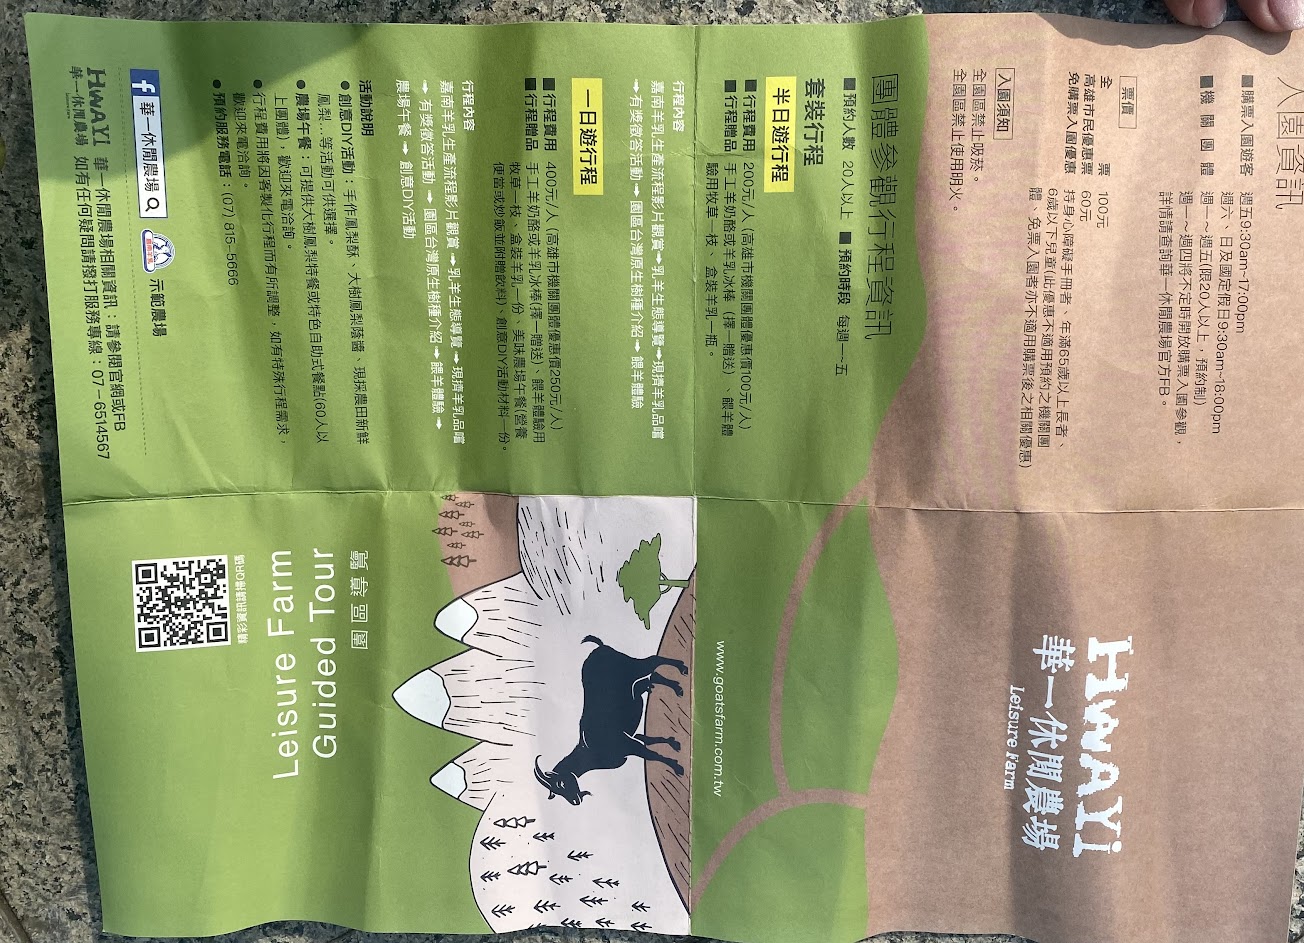 入園資訊
■購票入園遊客 週五9:30am~17:00pm
週六、日及國定假日9:30am~18:00pm
■機關團體 週一~週五(限20人以上，預約制)
週一~週四將不定時開放購票入園參觀，
詳情請查詢華一休閒農場官方FB。
票價
全票 100元
高雄市民優惠票 60元
免購票入園優惠 持身心障礙手冊者、年滿65歲以上長者、
6歲以下兒童(此優惠不適用預約之機關團
體，免票入園者亦不適用購票後之相關優惠)
入園須知
全園區禁止吸菸。
全園區禁止使用明火。
團體參觀行程資訊
■預約人數 20人以上 ■預約時段 每週一~五
套裝行程
半日遊行程
■行程費用 200元/人（高雄市機關團體優惠價100元/人）
■行程贈品 手工羊奶酪或羊乳冰棒（擇一贈送）、餵羊體
驗用牧草一枝、盒裝羊乳一瓶。
行程內容
嘉南羊乳生產流程影片觀賞➝乳羊生態導覽➝現擠羊乳品嚐
➝有獎徵答活動➝園區台灣原生樹種介紹➝餵羊體驗
一日遊行程
■行程費用 400元/人（高雄市機關團體優惠價250元/人）
■行程贈品 手工羊奶酪或羊乳冰棒(擇一贈送)、餵羊體驗用
牧草一枝、盒裝羊乳一份、美味農場午餐(營養
便當或炒飯並附贈飲料)、創意DIY活動材料一份。
行程內容
嘉南羊乳生產流程影片觀賞➝乳羊生態導覽➝現擠羊乳品嚐
➝有獎徵答活動➝園區台灣原生樹種介紹➝餵羊體驗➝
農場午餐➝創意DIY活動
活動說明
●創意DIY活動：手作鳳梨酥、大樹鳳梨蔭醬、現採農田新鮮
鳳梨...等活動可供選擇。
●農場午餐：可提供大樹鳳梨特餐或特色自助式餐點(60人以
上團體)，歡迎來電洽詢。
●行程費用將因客製化行程而有所調整，如有特殊行程需求，
歡迎來電洽詢。
●預約服務電話：(07) 815-5666
f 華一休閒農場
示範農場
HWAYI 華一休閒農場相關資訊：請參閱官網或FB
華一休閒農場 如有任何疑問請撥打服務專線：07-6514567
HWAYi
華一休閒農場
Leisure Farm
www.goatsfarm.com.tw
園區導覽
Leisure Farm
Guided Tour
精彩資訊請掃QR碼